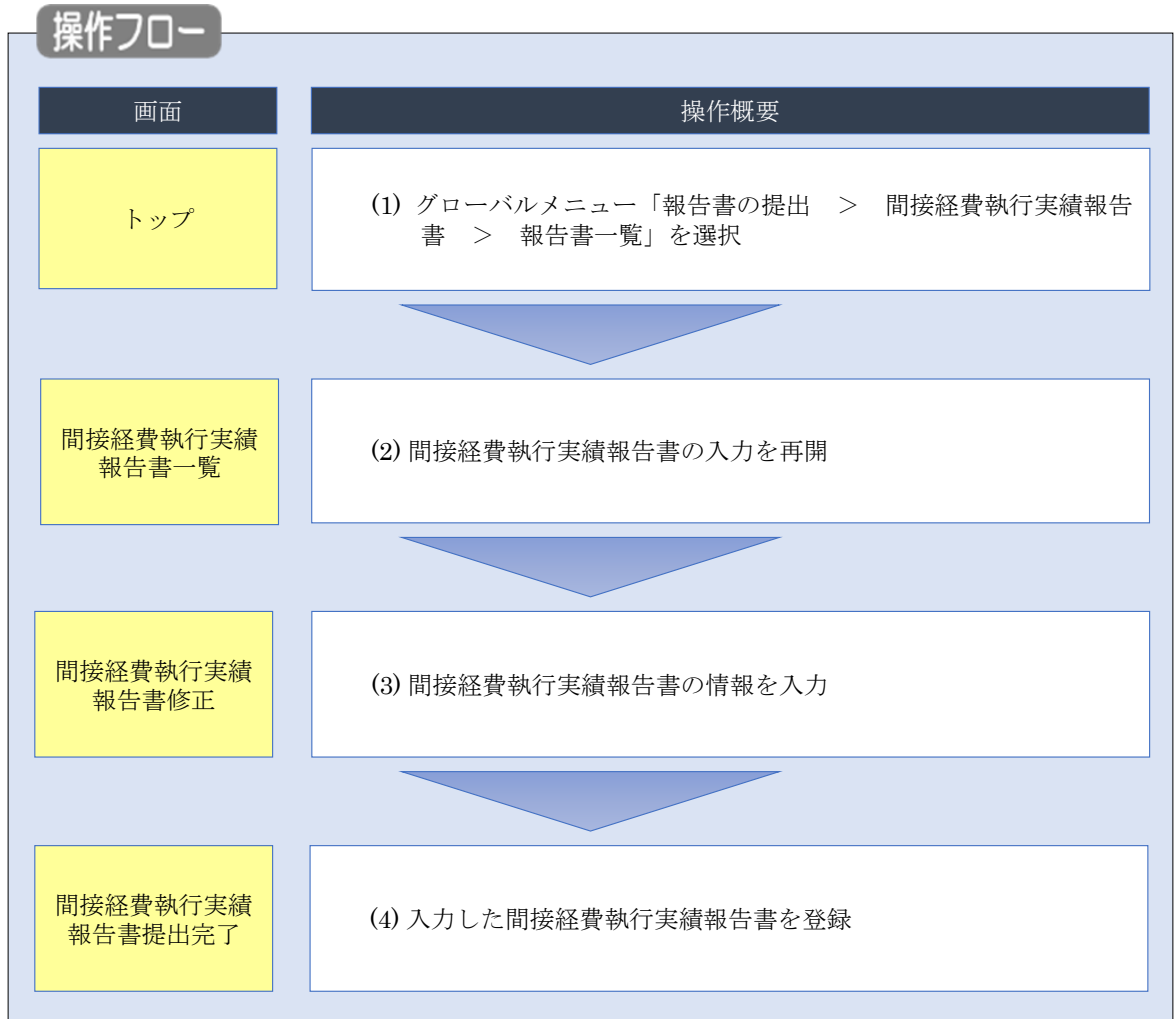 操作フロー
画面
操作概要
トップ
(1) グローバルメニュー「報告書の提出　＞　間接経費執行実績報告
書　＞　報告書一覧」を選択
間接経費執行実績
報告書一覧
(2) 間接経費執行実績報告書の入力を再開
間接経費執行実績
報告書修正
(3) 間接経費執行実績報告書の情報を入力
間接経費執行実績
報告書提出完了
(4) 入力した間接経費執行実績報告書を登録